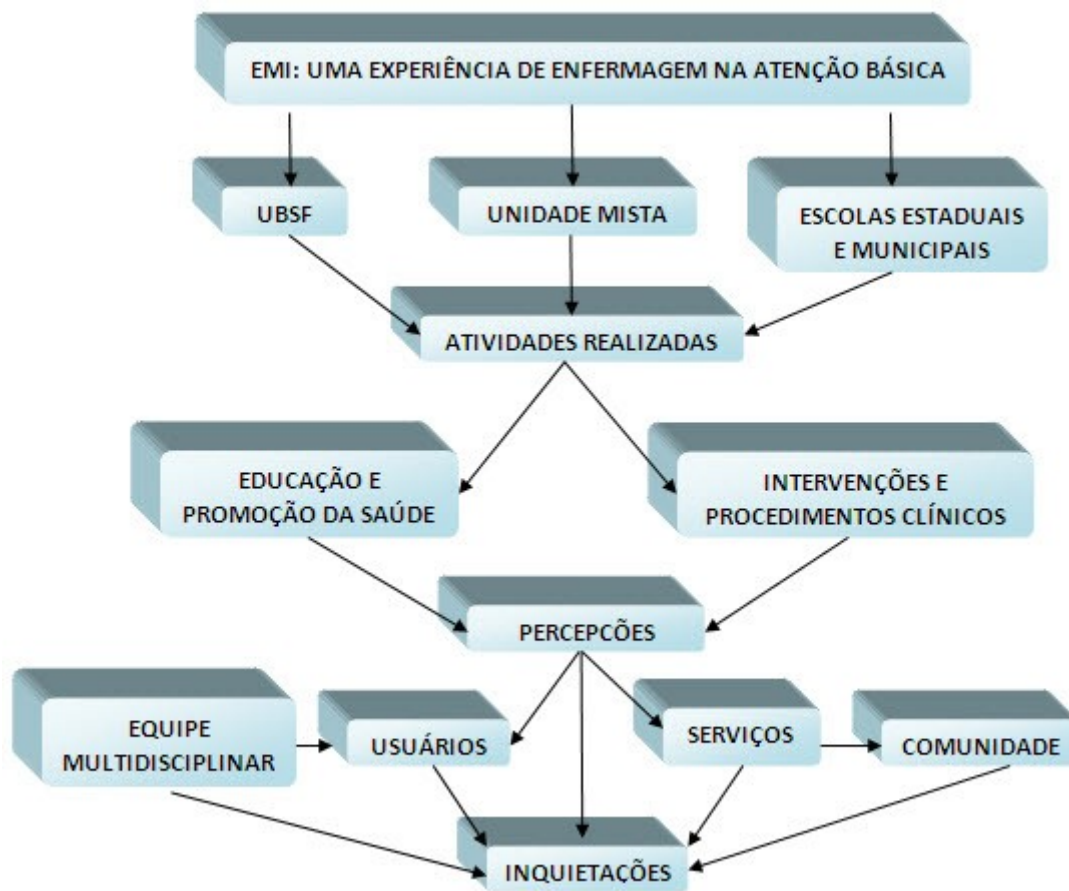 EMI: UMA EXPERIÊNCIA DE ENFERMAGEM NA ATENÇÃO BÁSICA
UBSF
UNIDADE MISTA
ESCOLAS ESTADUAIS
E MUNICIPAIS
ATIVIDADES REALIZADAS
EDUCAÇÃO E
PROMOÇÃO DA SAÚDE
INTERVENÇÕES E
PROCEDIMENTOS CLÍNICOS
PERCEPCÕES
EQUIPE
MULTIDISCIPLINAR
USUÁRIOS
SERVIÇOS
COMUNIDADE
INQUIETAÇÕES